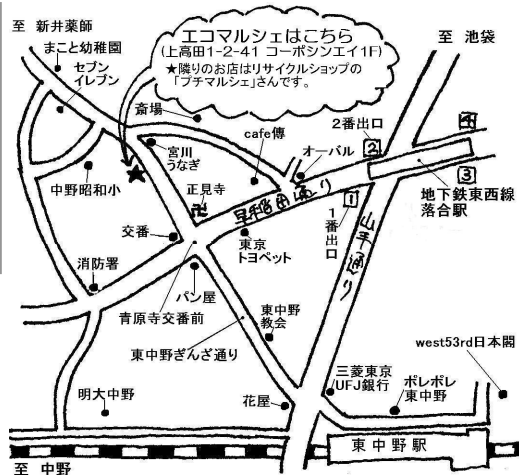 至 新井薬師
まこと幼稚園
セブン
イレブン
エコマルシェはこちら
(上高田1-2-41 コーポシンエイ1F)
★隣りのお店はリサイクルショップの
「プチマルシェ」さんです。
至 池袋
斎場
宮川
うなぎ
cafe傳
オーバル
2番出口
2
4
3
1
地下鉄東西線
落合駅
中野昭和小
正見寺
早稲田通り
1番出口
山手通り
交番
東京
トヨペット
消防署
パン屋
青原寺交番前
東中野
教会
東中野ぎんざ通り
west53rd日本閣
三菱東京
UFJ銀行
ポレポレ
東中野
明大中野
花屋
東中野駅
至 中野